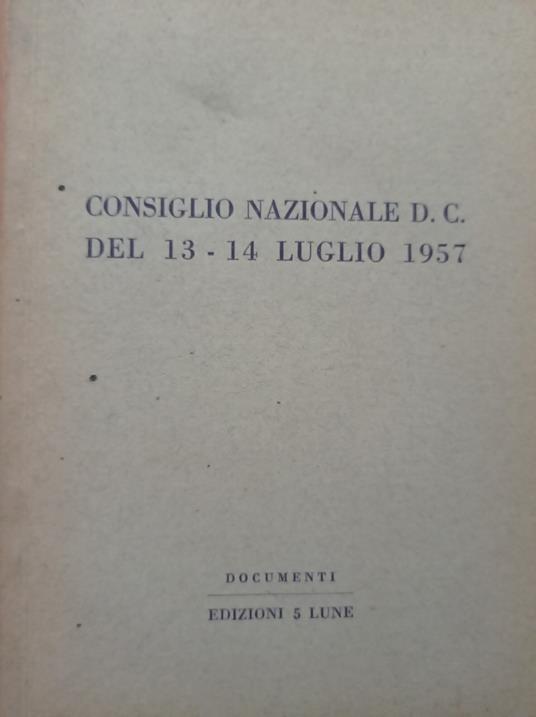 CONSIGLIO NAZIONALE D. C.
DEL 13 - 14 LUGLIO 1957
DOCUMENTI
EDIZIONI 5 LUNE